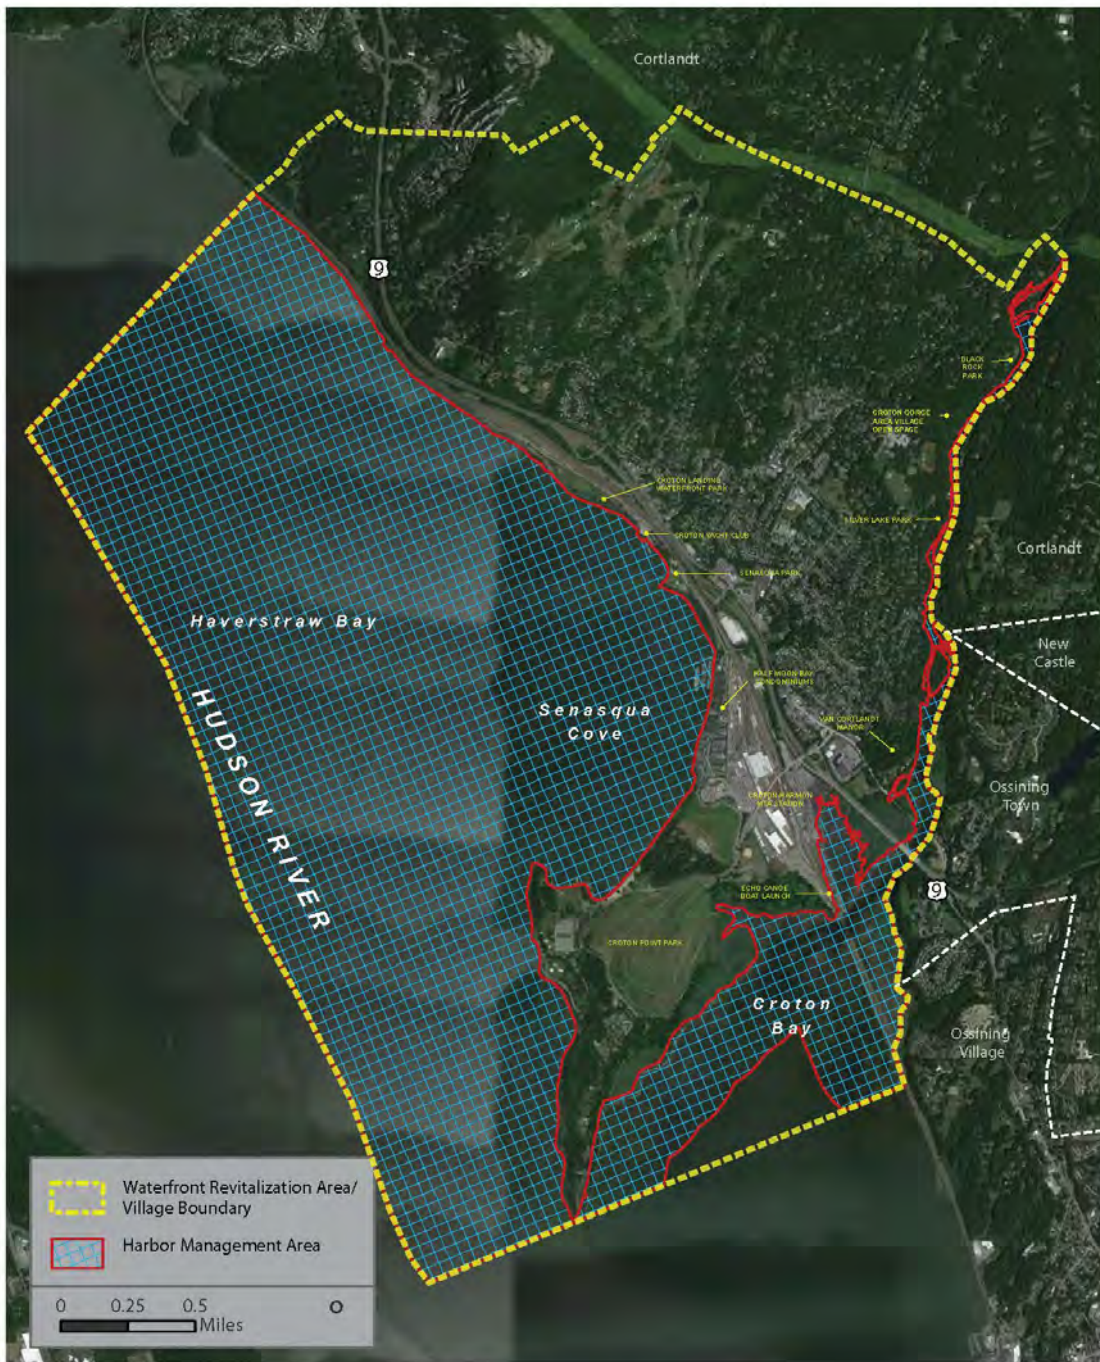 Cortlandt
9
BLACK
ROCK
PARK
CROTON GORGE
AREA VILLAGE
OPEN SPACE
CROTON LANDING
WATERFRONT PARK
SILVER LAKE PARK
CROTON YACHT CLUB
Cortlandt
SENASQUA PARK
Haverstraw Bay
New
Castle
HALF MOON BAY
CONDOMINIUMS
HUDSON RIVER
Senasqua
Cove
VAN CORTLANDT
MANOR
Ossining
Town
CROTON-HARMON
MTA STATION
ECHO CANOE
BOAT LAUNCH
9
CROTON POINT PARK
Croton
Bay
Ossining
Village
Waterfront Revitalization Area/
Village Boundary
Harbor Management Area
0 0.25 0.5
Miles